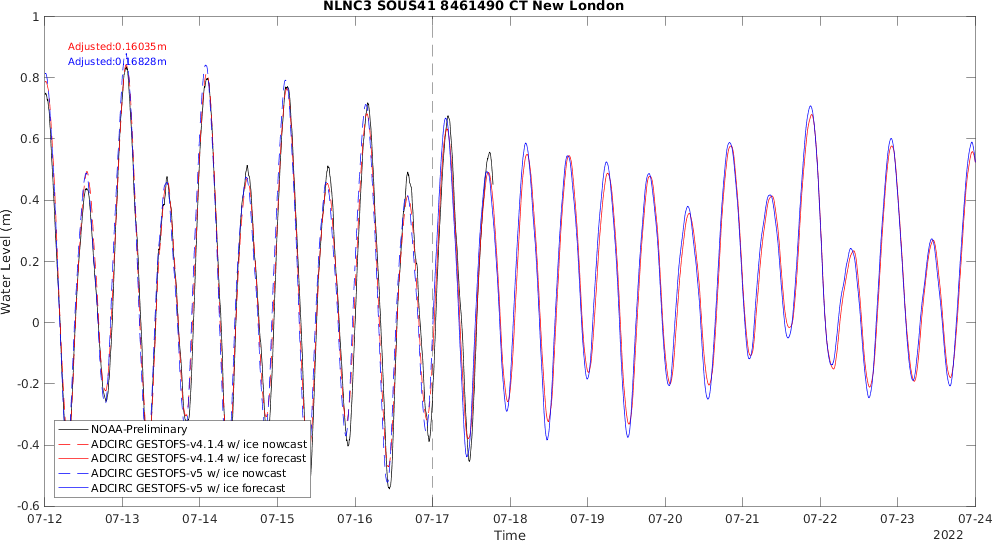 NLNC3 SOUS41 8461490 CT New London
Adjusted:0.16035m
Adjusted:0.16828m
Water Level (m)
1
0.8
0.6
0.4
0.2
0
-0.2
-0.4
-0.6
NOAA-Preliminary
ADCIRC GESTOFS-v4.1.4 w/ ice nowcast
ADCIRC GESTOFS-v4.1.4 w/ ice forecast
ADCIRC GESTOFS-v5 w/ ice nowcast
ADCIRC GESTOFS-v5 w/ ice forecast
07-12 07-13 07-14 07-15 07-16 07-17 07-18 07-19 07-20 07-21 07-22 07-23 07-24
Time
2022